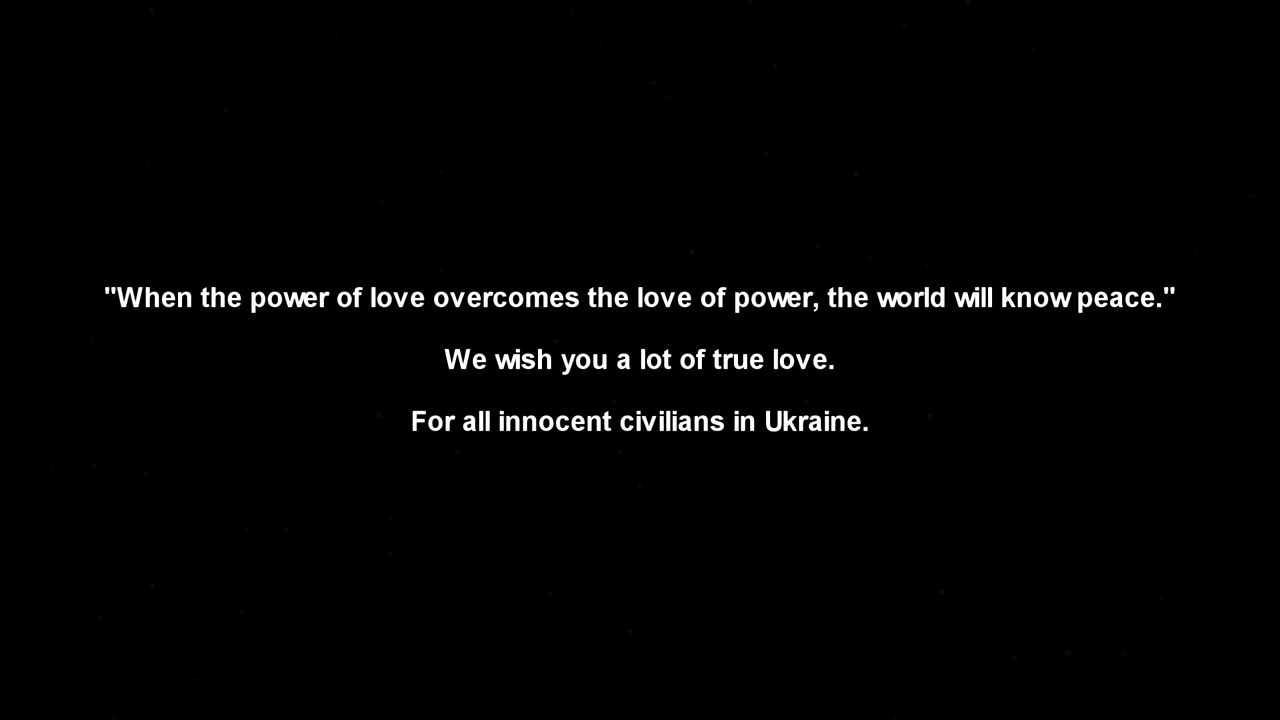 "When the power of love overcomes the love of power, the world will know peace."
We wish you a lot of true love.
For all innocent civilians in Ukraine.